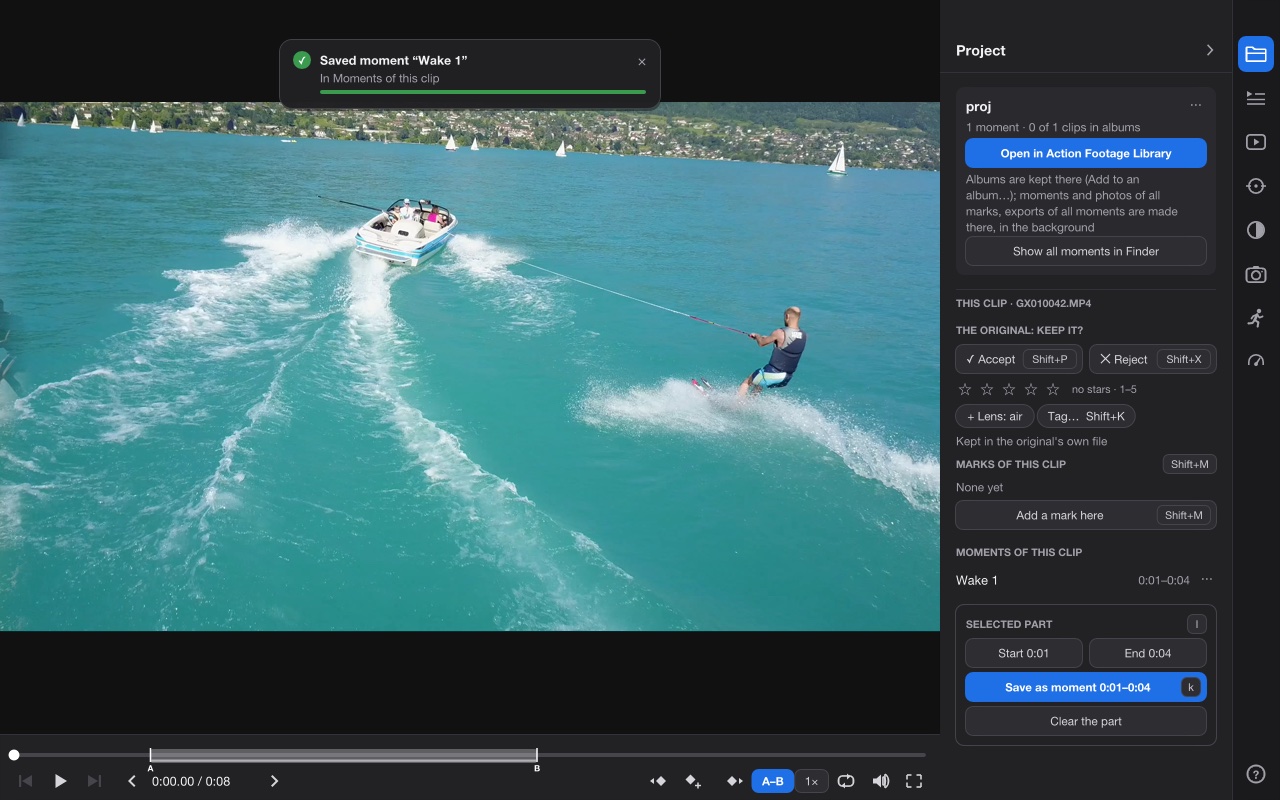 Saved moment “Wake 1”
In Moments of this clip
Project
proj
1 moment · 0 of 1 clips in albums
Open in Action Footage Library
Albums are kept there (Add to an
album…); moments and photos of all
marks, exports of all moments are made
there, in the background
Show all moments in Finder
THIS CLIP · GX010042.MP4
THE ORIGINAL: KEEP IT?
✓ Accept Shift+P ✕ Reject Shift+X
no stars · 1–5
+ Lens: air Tag… Shift+K
Kept in the original's own file
MARKS OF THIS CLIP Shift+M
None yet
Add a mark here Shift+M
MOMENTS OF THIS CLIP
Wake 1 0:01–0:04 ···
SELECTED PART I
Start 0:01 End 0:04
Save as moment 0:01–0:04 k
Clear the part
A B
0:00.00 / 0:08 A–B 1×